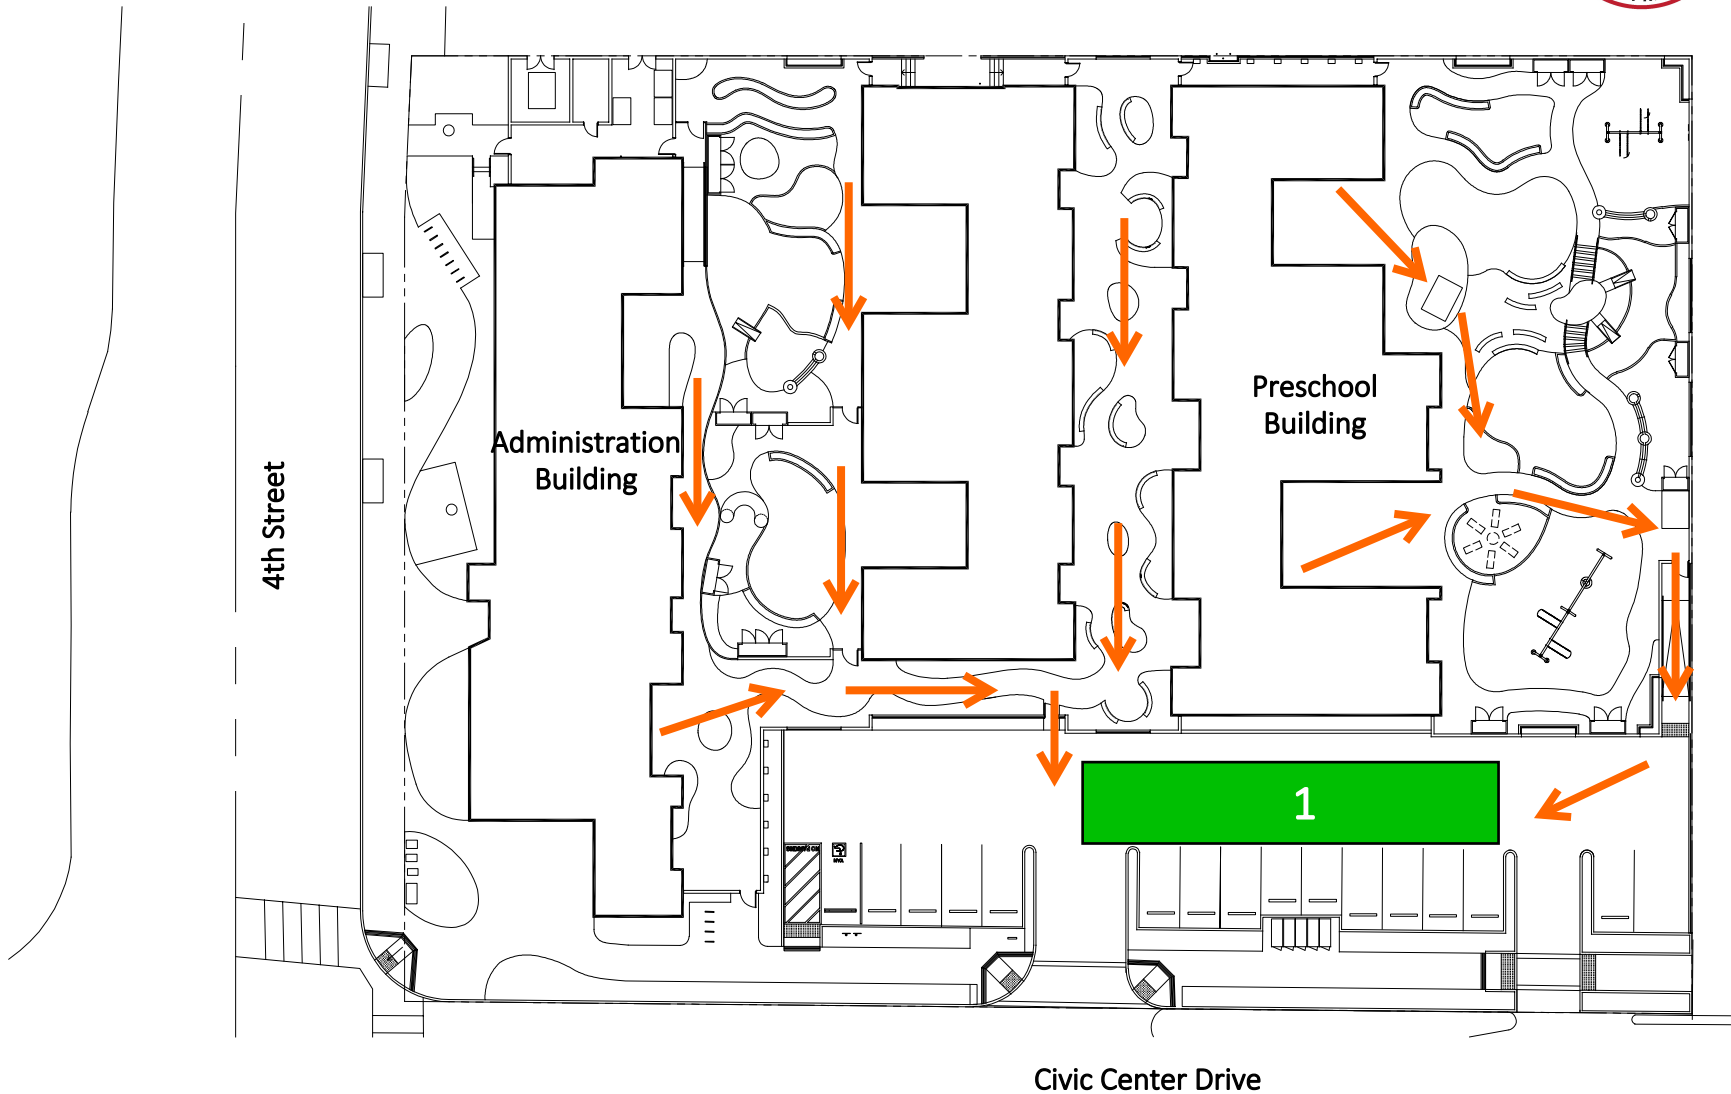 Preschool
Building
Administration
Building
4th Street
1
Civic Center Drive